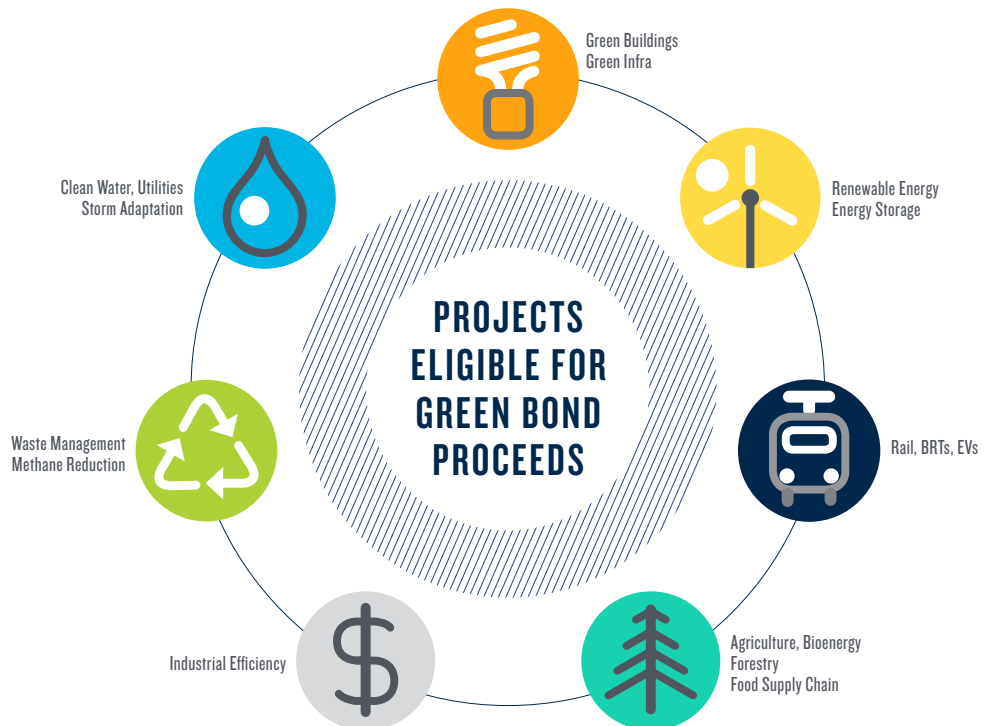 Green Buildings
Green Infra
Clean Water, Utilities
Storm Adaptation
Renewable Energy
Energy Storage
PROJECTS
ELIGIBLE FOR
GREEN BOND
PROCEEDS
Waste Management
Methane Reduction
Rail, BRTs, EVs
Industrial Efficiency
Agriculture, Bioenergy
Forestry
Food Supply Chain